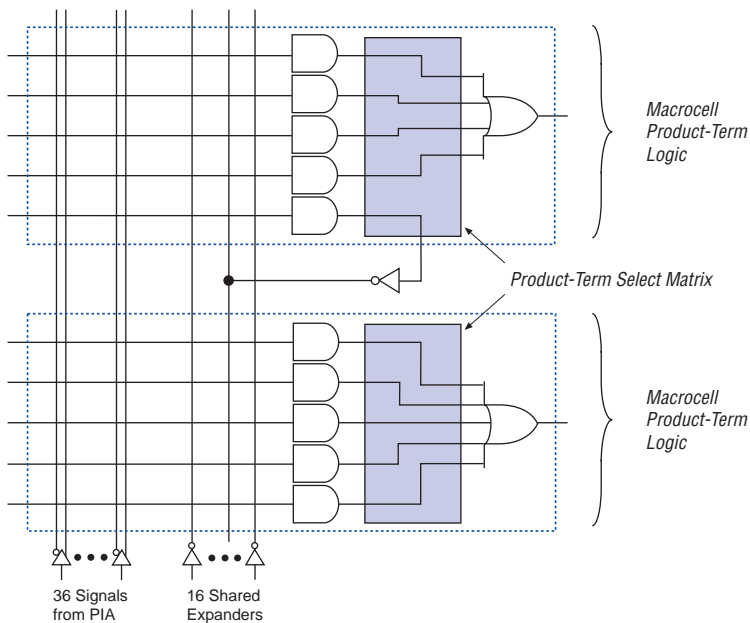 Macrocell
Product-Term
Logic
Product-Term Select Matrix
Macrocell
Product-Term
Logic
36 Signals
from PIA
16 Shared
Expanders